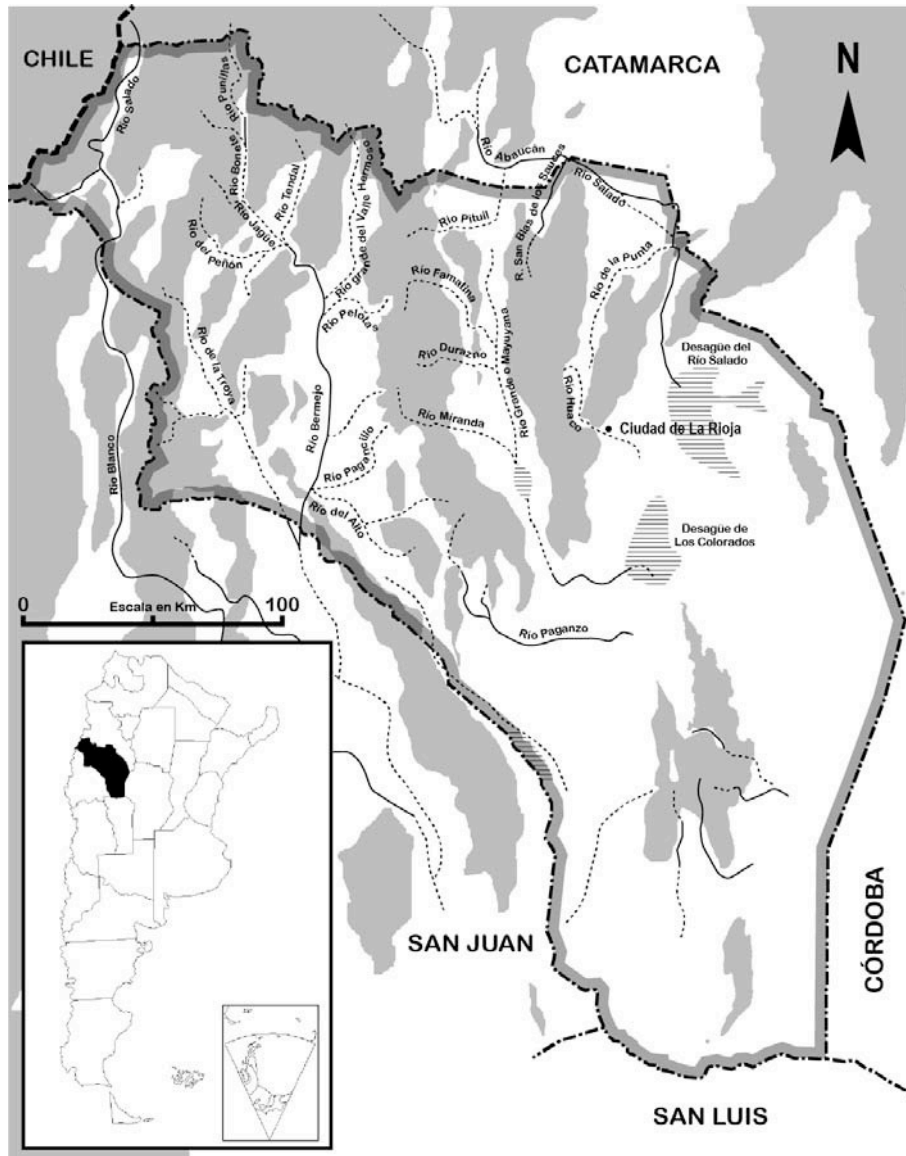 CHILE
CATAMARCA
N
Río Salado
Río Punillas
Río Bonete
Río Jagüe
Río Tendal
Río del Peñón
Río grande del Valle Hermoso
Río Abaucán
R. San Blas de los Sauces
Río Salado
Río Pituil
Río de la Punta
Río Famatina
Río Pelotas
Río Durazno
Río Grande o Mayuyana
Río de la Troya
Desagüe del
Río Salado
Río Huaco
Ciudad de La Rioja
Río Miranda
Río Bermejo
Río Blanco
Río Pagancillo
Río del Alto
Desagüe de
Los Colorados
0
Escala en Km
100
Río Paganzo
SAN JUAN
CÓRDOBA
SAN LUIS